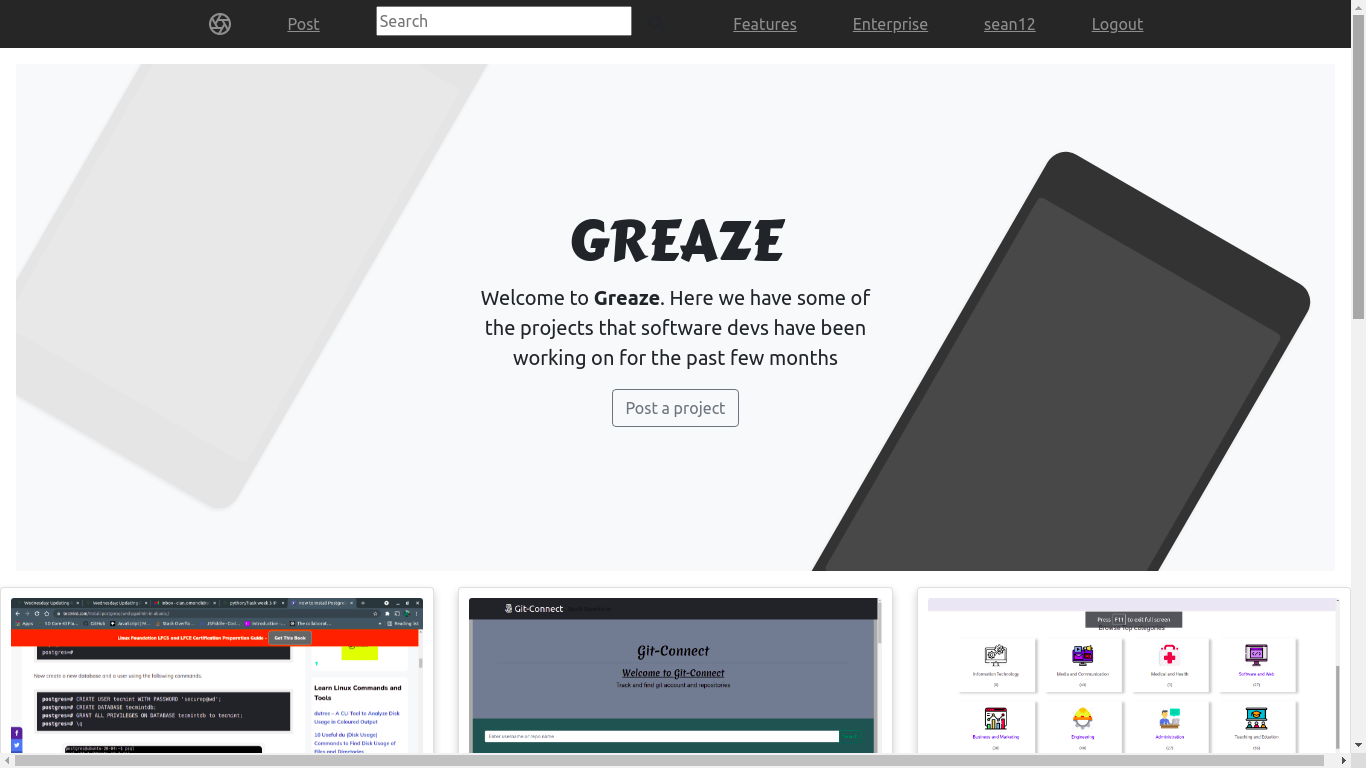 Post
Search
Features
Enterprise
sean12
Logout
GREAZE
Welcome to Greaze. Here we have some of
the projects that software devs have been
working on for the past few months
Post a project
Linux Foundation LFCS and LFCE Certification Preparation Guide -
Get This Book
postgres=#
Now create a new database and a user using the following commands.
postgres=# CREATE USER tecmint WITH PASSWORD 'securep@wd';
postgres=# CREATE DATABASE tecmintdb;
postgres=# GRANT ALL PRIVILEGES ON DATABASE tecmintdb to tecmint;
postgres=# \q
Learn Linux Commands and
Tools
dutree – A CLI Tool to Analyze Disk
Usage in Coloured Output
10 Useful du (Disk Usage)
Commands to Find Disk Usage of
Files and Directories
Git-Connect
Git-Connect
Welcome to Git-Connect
Track and find git account and repositories
Enter username or repo name
Press F11 to exit full screen
Browse Top Categories
Information Technology
Media and Communication
Medical and Health
Software and Web
Business and Marketing
Engineering
Administration
Teaching and Education